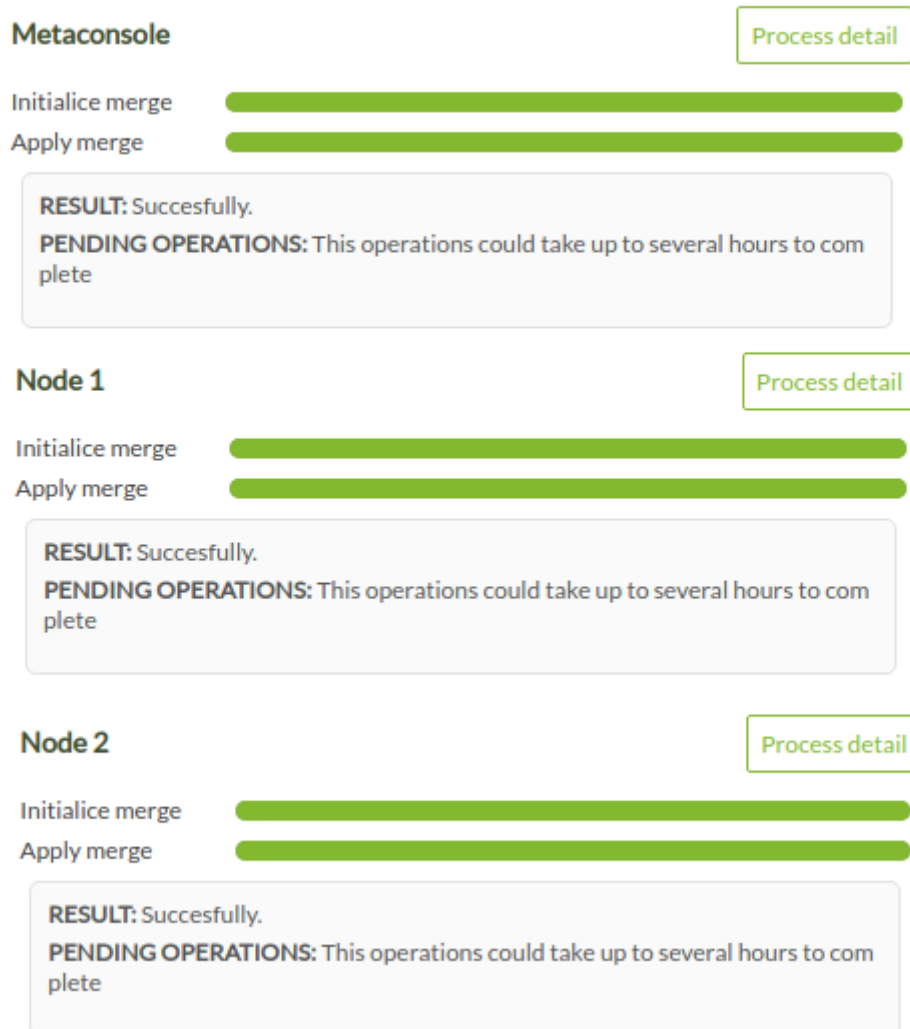 Metaconsole
Process detail
Initialice merge
Apply merge
RESULT: Succesfully.
PENDING OPERATIONS: This operations could take up to several hours to com
plete
Node 1
Process detail
Initialice merge
Apply merge
RESULT: Succesfully.
PENDING OPERATIONS: This operations could take up to several hours to com
plete
Node 2
Process detail
Initialice merge
Apply merge
RESULT: Succesfully.
PENDING OPERATIONS: This operations could take up to several hours to com
plete